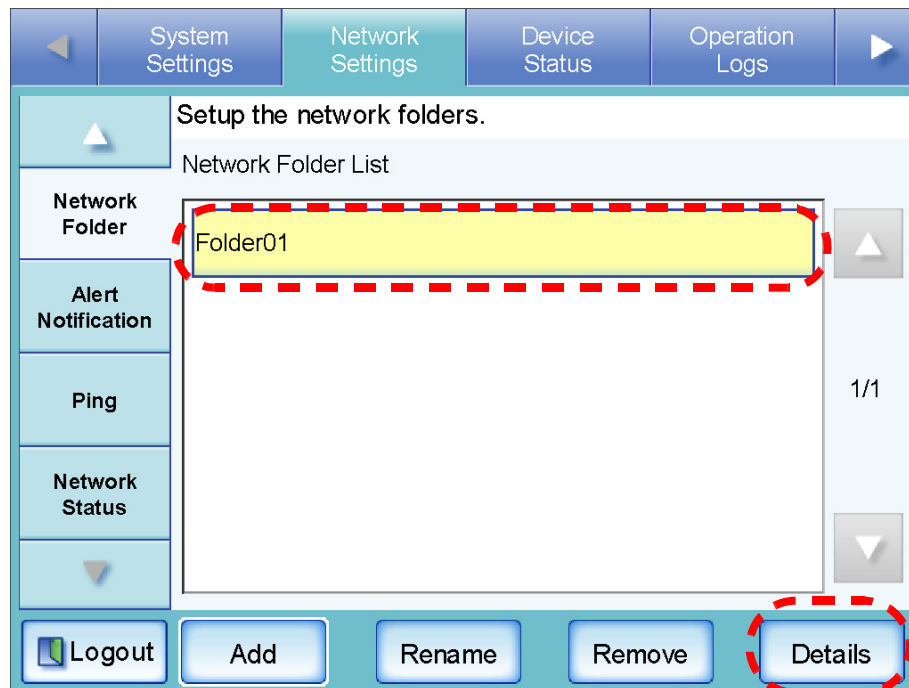 System
Settings
Network
Settings
Device
Status
Operation
Logs
Setup the network folders.
Network Folder List
Network
Folder
Folder01
Alert
Notification
Ping
1/1
Network
Status
Logout
Add
Rename
Remove
Details